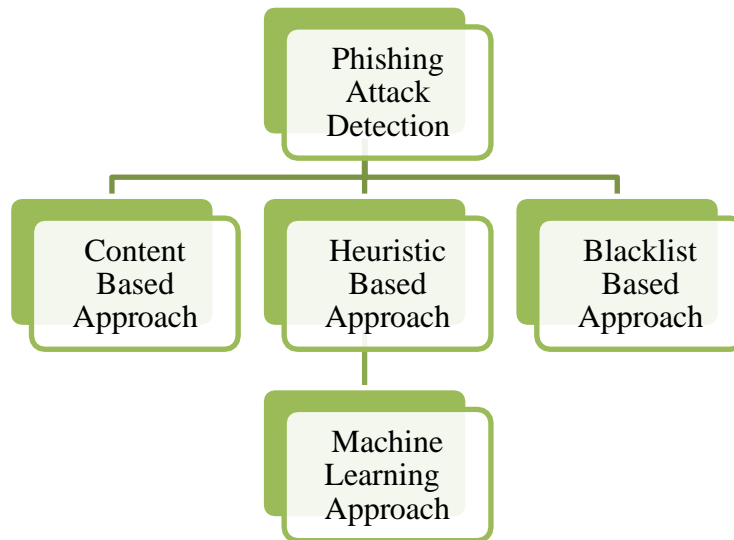 Phishing
Attack
Detection
Content
Based
Approach
Heuristic
Based
Approach
Blacklist
Based
Approach
Machine
Learning
Approach